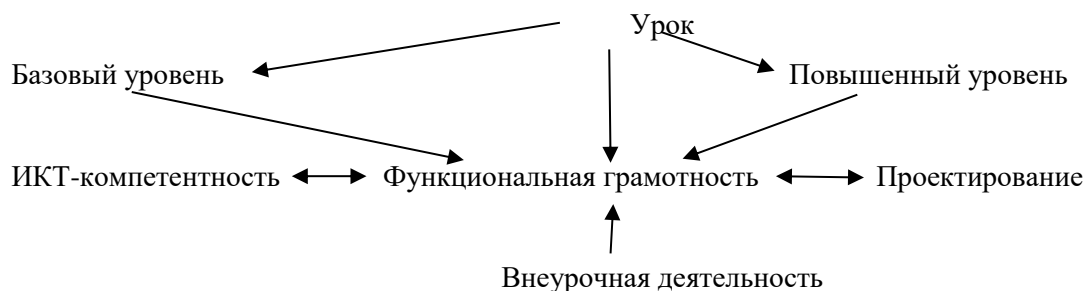 Урок
Базовый уровень Повышенный уровень
ИКТ-компетентность Функциональная грамотность Проектирование
Внеурочная деятельность